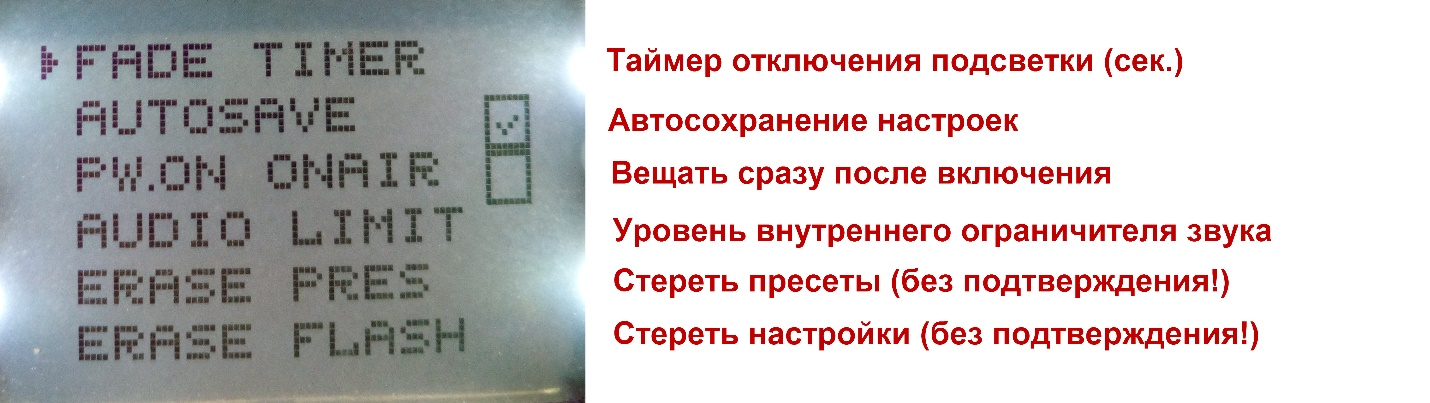 FADE TIMER Таймер отключения подсветки (сек.)
AUTOSAVE Автосохранение настроек
PW.ON ONAIR Вещать сразу после включения
AUDIO LIMIT Уровень внутреннего ограничителя звука
ERASE PRES Стереть пресеты (без подтверждения!)
ERASE FLASH Стереть настройки (без подтверждения!)